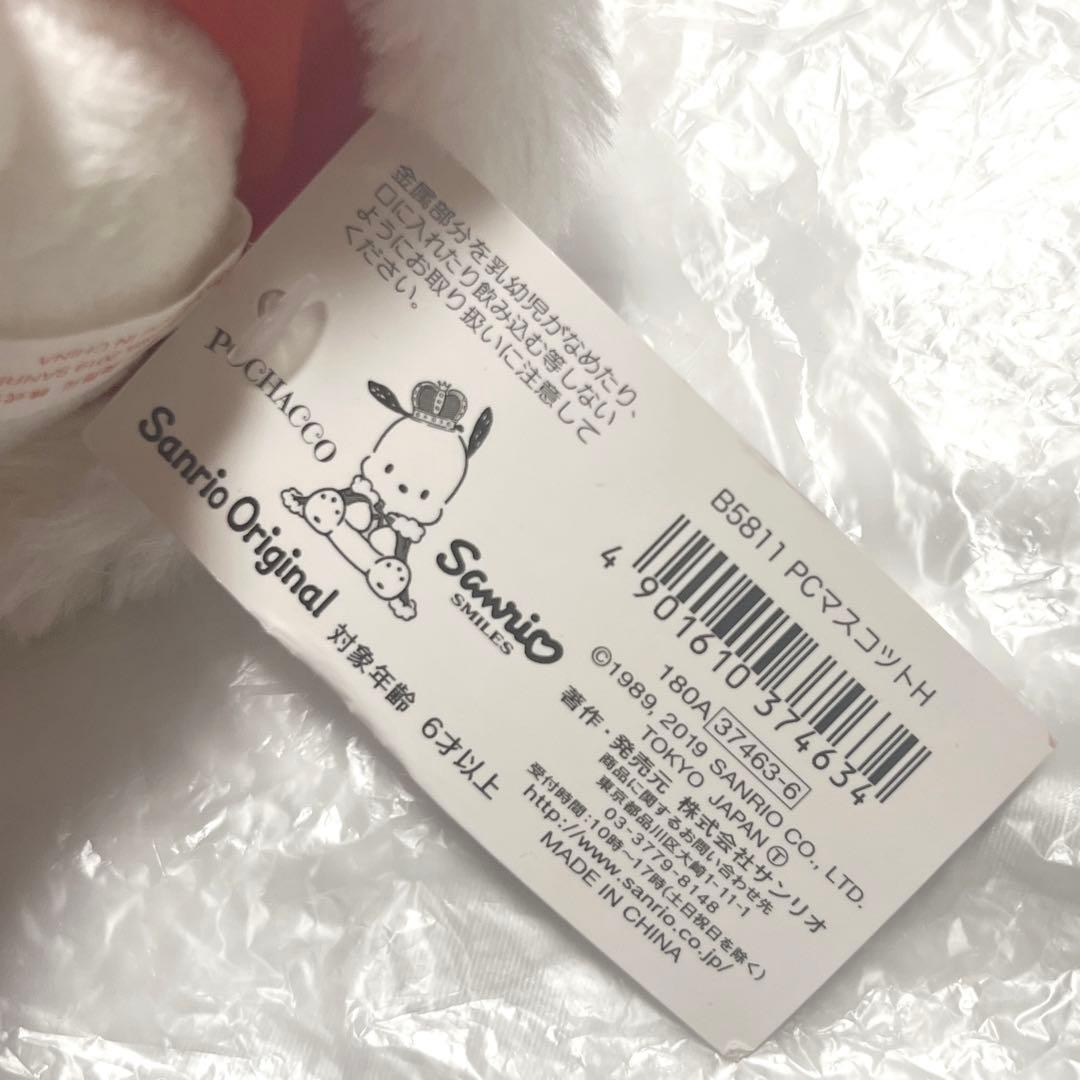 金属部分を乳幼児がなめたり、
口に入れたり飲み込む等しない
ようにお取り扱いに注意して
ください。
POCHACCO
Sanrio Original
対象年齢 6才以上
Sanrio
SMILES
B5811 PCマスコットH
4 901610 374634
180A 37463-6
©1989, 2019 SANRIO CO., LTD.
TOKYO JAPAN Ⓣ
著作・発売元 株式会社サンリオ
商品に関するお問い合わせ先
東京都品川区大崎1-11-1
03-3779-8148
受付時間:10時～17時(土日祝日を除く)
http://www.sanrio.co.jp/
MADE IN CHINA